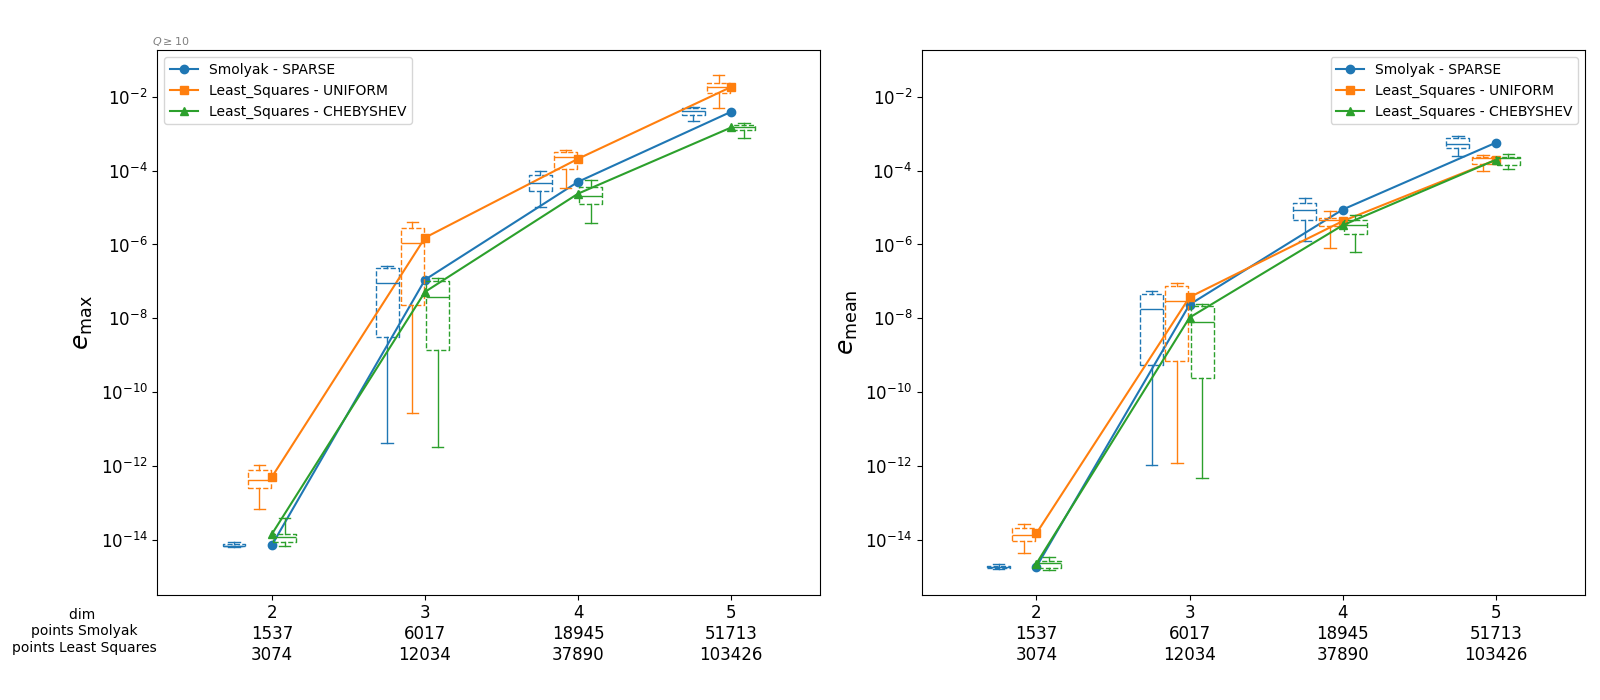 Q ≥ 10
Smolyak - SPARSE
Least_Squares - UNIFORM
Least_Squares - CHEBYSHEV
10⁻²
10⁻⁴
10⁻⁶
10⁻⁸
10⁻¹⁰
10⁻¹²
10⁻¹⁴
e_max
2 3 4 5
1537 6017 18945 51713
3074 12034 37890 103426
dim
points Smolyak
points Least Squares
Smolyak - SPARSE
Least_Squares - UNIFORM
Least_Squares - CHEBYSHEV
10⁻²
10⁻⁴
10⁻⁶
10⁻⁸
10⁻¹⁰
10⁻¹²
10⁻¹⁴
e_mean
2 3 4 5
1537 6017 18945 51713
3074 12034 37890 103426